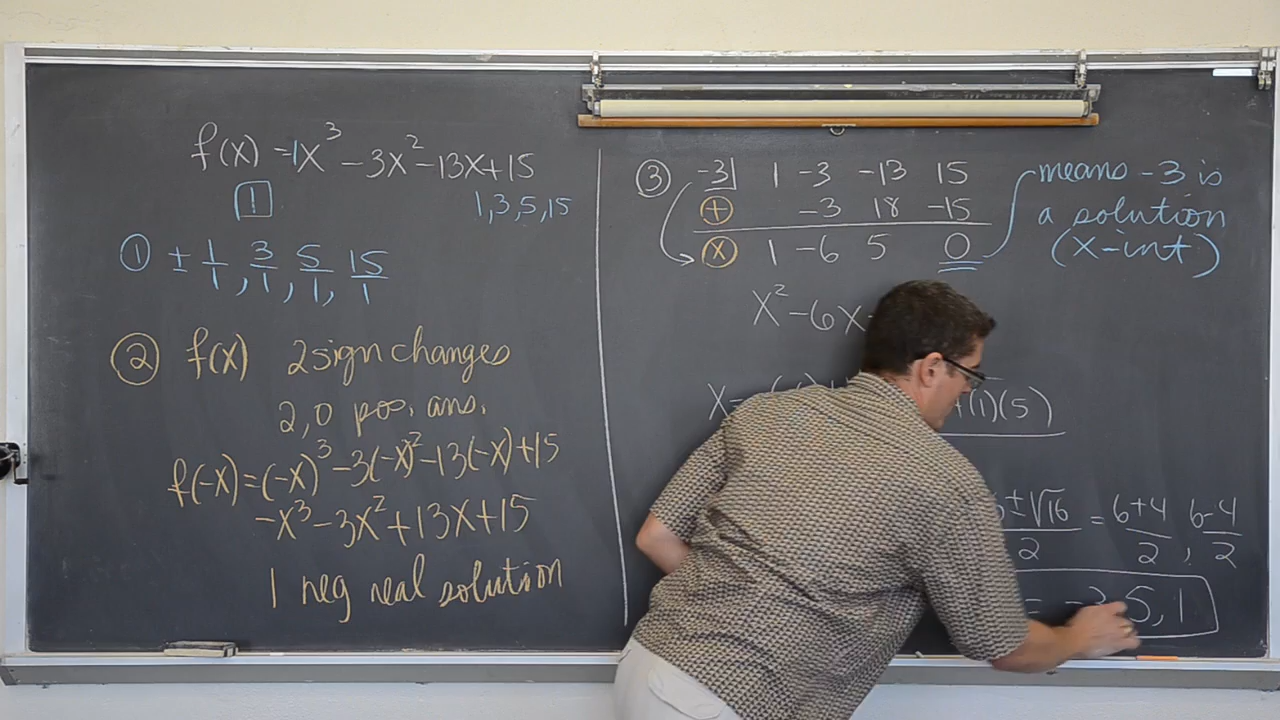 f(x) = 1x³ - 3x² - 13x + 15
1
1,3,5,15
① ± 1/1, 3/1, 5/1, 15/1
② f(x) 2 sign changes
2,0 pos. ans.
f(-x) = (-x)³ - 3(-x)² - 13(-x) + 15
-x³ - 3x² + 13x + 15
1 neg real solution
③ -3| 1 -3 -13 15
(+) -3 18 -15
(x) 1 -6 5 0
means -3 is
a solution
(x-int)
x² - 6x
x =
(1)(5)
6 ± √16 / 2 = 6+4 / 2 , 6-4 / 2
= -3, 5, 1